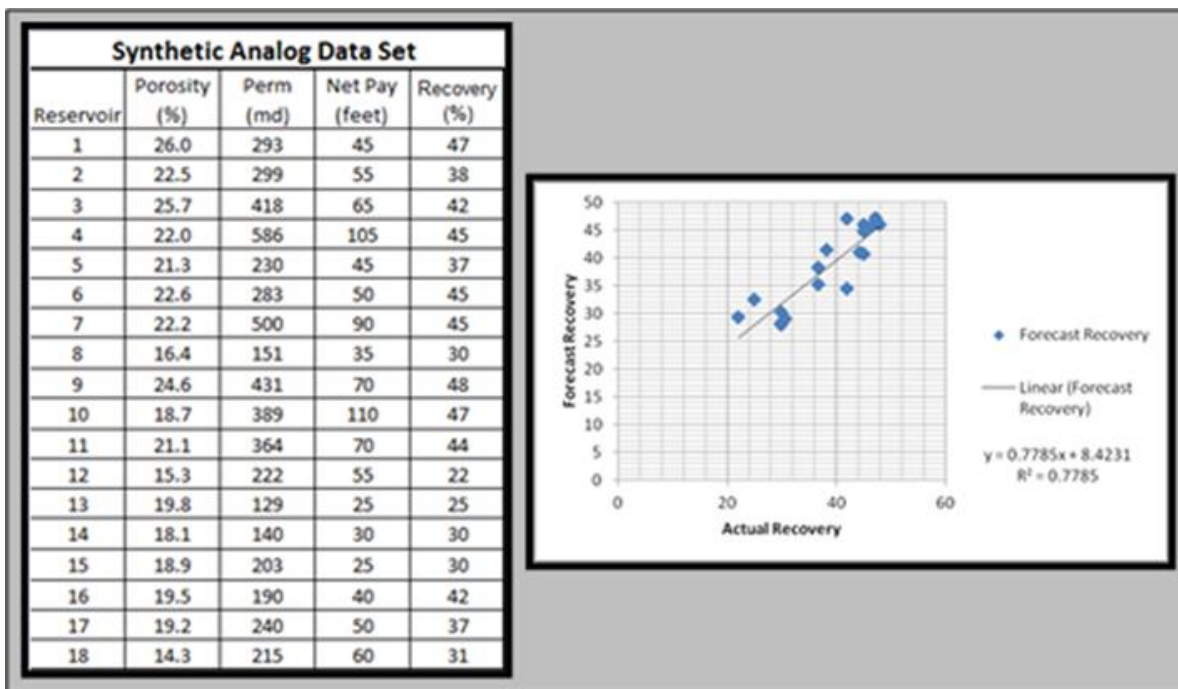 Synthetic Analog Data Set
Reservoir Porosity (%) Perm (md) Net Pay (feet) Recovery (%)
1 26.0 293 45 47
2 22.5 299 55 38
3 25.7 418 65 42
4 22.0 586 105 45
5 21.3 230 45 37
6 22.6 283 50 45
7 22.2 500 90 45
8 16.4 151 35 30
9 24.6 431 70 48
10 18.7 389 110 47
11 21.1 364 70 44
12 15.3 222 55 22
13 19.8 129 25 25
14 18.1 140 30 30
15 18.9 203 25 30
16 19.5 190 40 42
17 19.2 240 50 37
18 14.3 215 60 31
Forecast Recovery
50
45
40
35
30
25
20
15
10
5
0
0 20 40 60
Actual Recovery
Forecast Recovery
Linear (Forecast
Recovery)
y = 0.7785x + 8.4231
R² = 0.7785